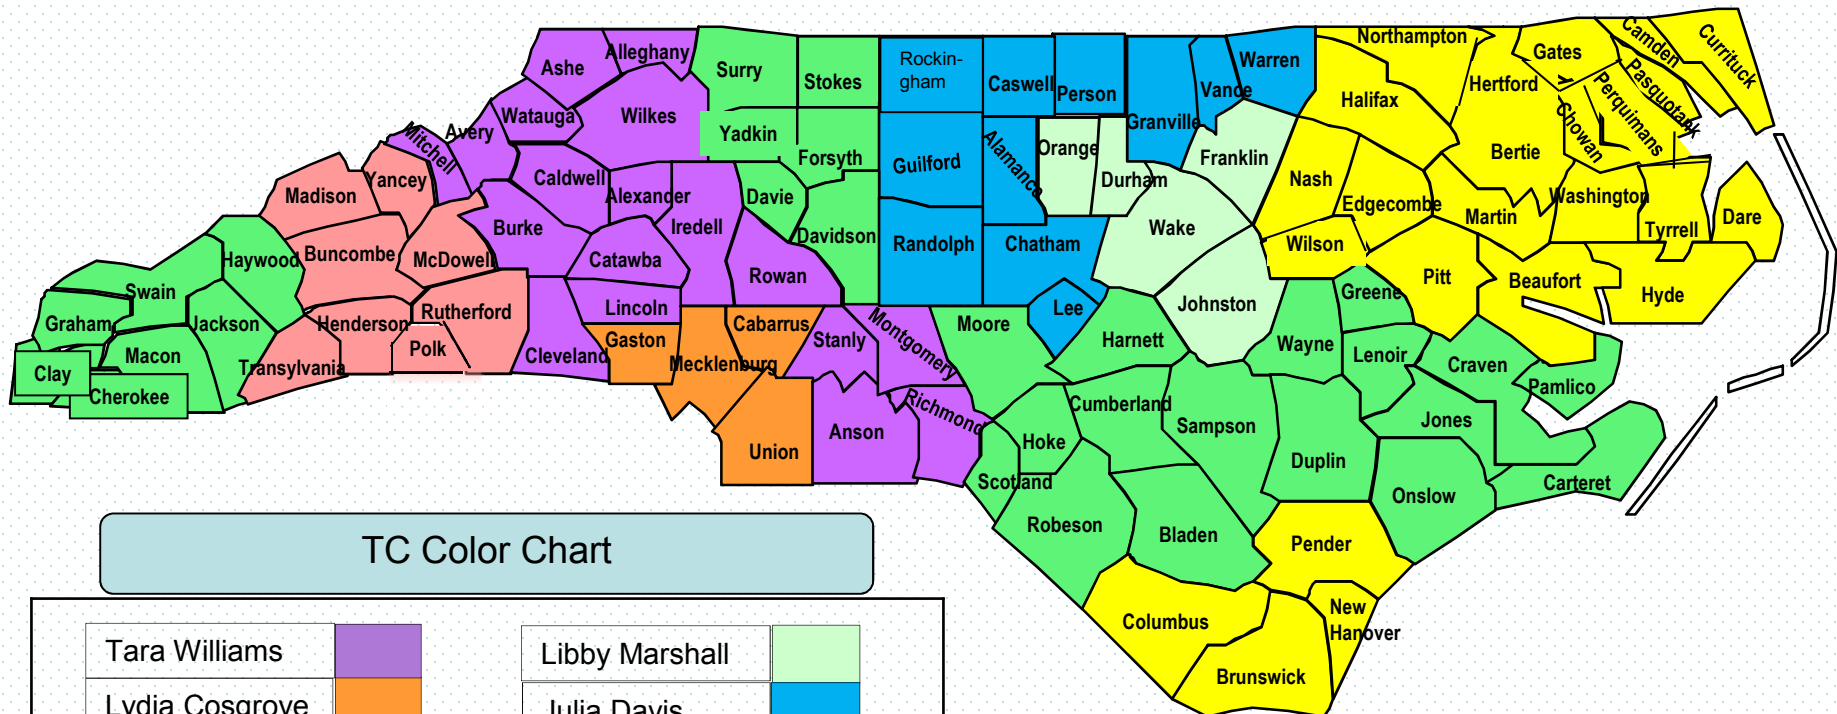 Ashe
Alleghany
Surry
Stokes
Rockin-
gham
Caswell
Person
Granville
Vance
Warren
Northampton
Gates
Camden
Currituck
Hertford
Halifax
Pasquotank
Perquimans
Chowan
Bertie
Watauga
Wilkes
Yadkin
Forsyth
Guilford
Alamance
Orange
Durham
Franklin
Nash
Edgecombe
Martin
Washington
Tyrrell
Dare
Mitchell
Avery
Caldwell
Alexander
Davie
Iredell
Davidson
Randolph
Chatham
Wake
Wilson
Pitt
Beaufort
Hyde
Madison
Yancey
Burke
Catawba
Rowan
Buncombe
McDowell
Haywood
Swain
Graham
Jackson
Macon
Clay
Cherokee
Henderson
Transylvania
Polk
Rutherford
Cleveland
Lincoln
Gaston
Mecklenburg
Cabarrus
Stanly
Montgomery
Moore
Lee
Harnett
Johnston
Wayne
Greene
Lenoir
Craven
Pamlico
Jones
Union
Anson
Richmond
Hoke
Cumberland
Sampson
Duplin
Scotland
Robeson
Bladen
Onslow
Carteret
Pender
Columbus
New
Hanover
Brunswick
TC Color Chart
Tara Williams
Libby Marshall
Lydia Cosgrove
Julia Davis